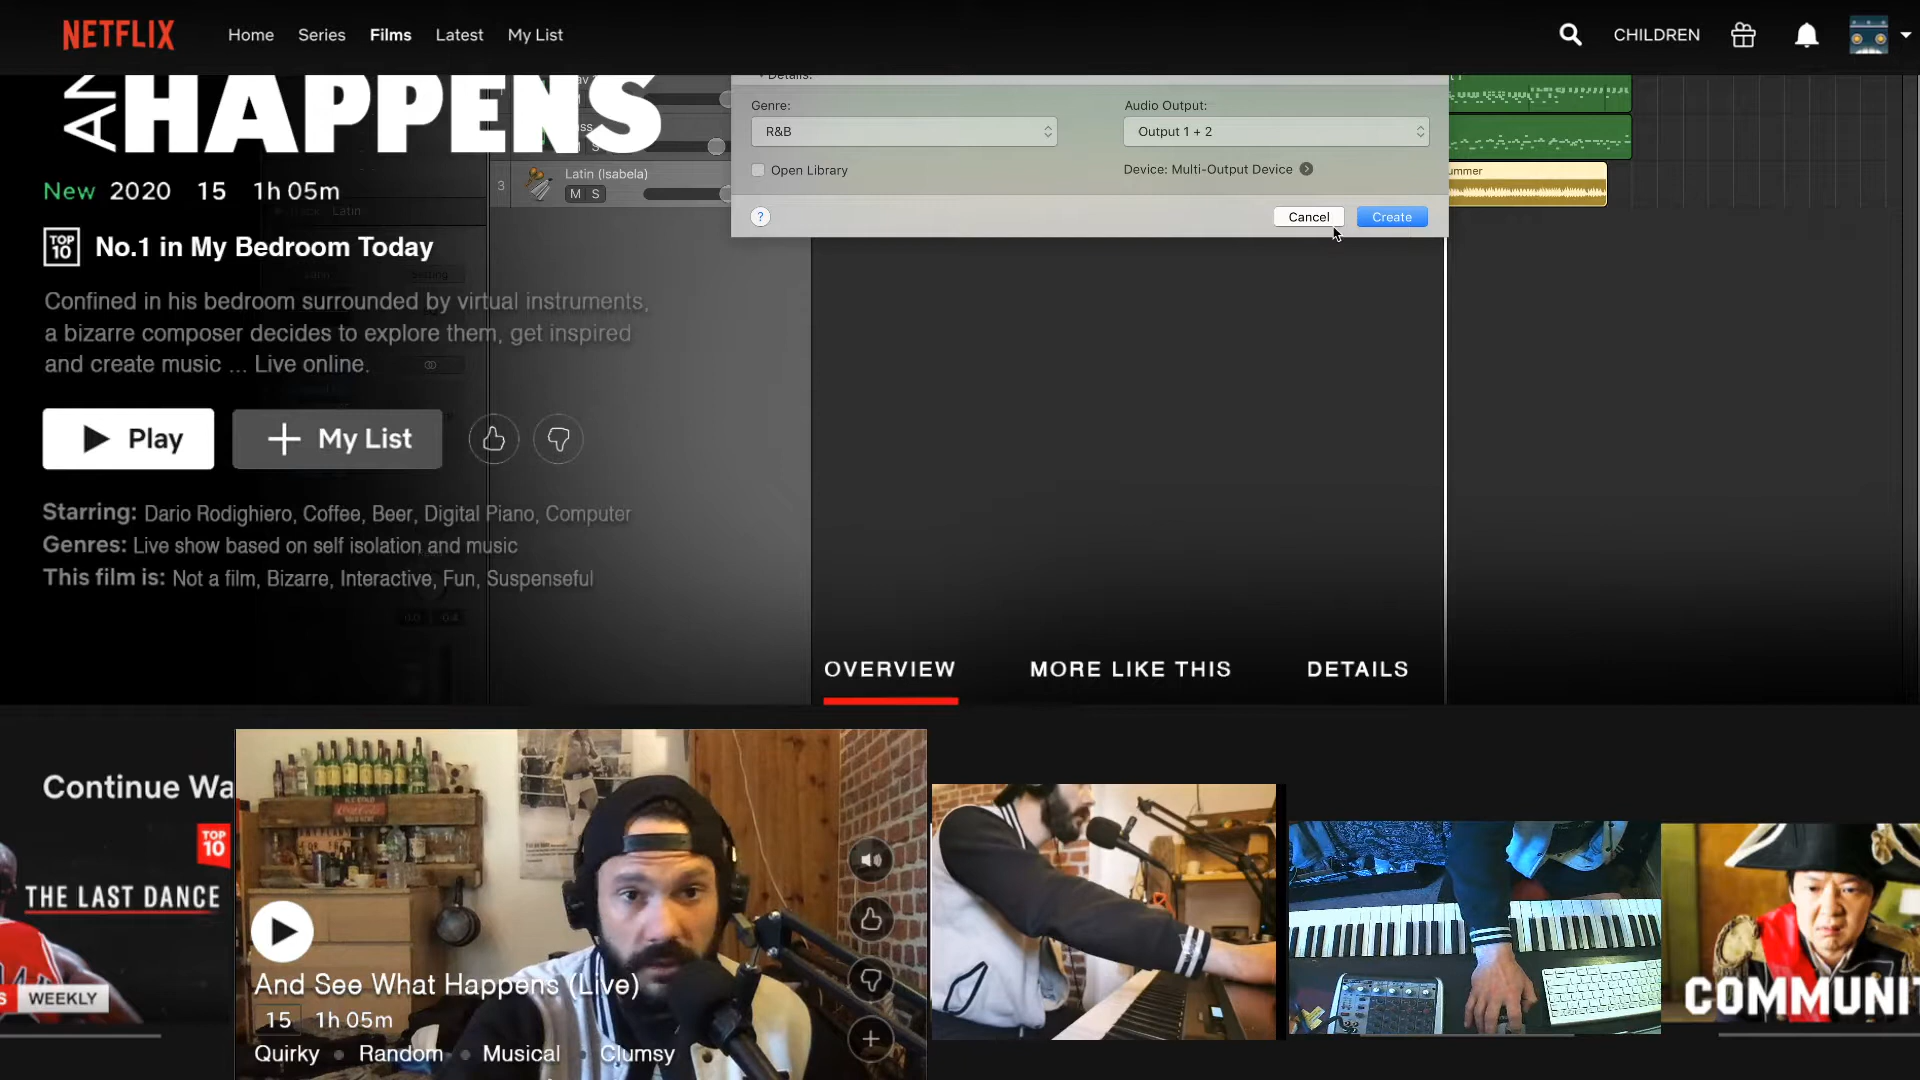 NETFLIX
Home
Series
Films
Latest
My List
CHILDREN
HAPPENS
Details:
Genre:
Audio Output:
R&B
Output 1 + 2
Open Library
Device: Multi-Output Device
?
Cancel
Create
3
Latin (Isabela)
M S
New 2020 15 1h 05m
Latin
TOP
10
No.1 in My Bedroom Today
Confined in his bedroom surrounded by virtual instruments,
a bizarre composer decides to explore them, get inspired
and create music ... Live online.
Play
My List
Starring: Dario Rodighiero, Coffee, Beer, Digital Piano, Computer
Genres: Live show based on self isolation and music
This film is: Not a film, Bizarre, Interactive, Fun, Suspenseful
OVERVIEW
MORE LIKE THIS
DETAILS
Continue Wa
TOP
10
THE LAST DANCE
WEEKLY
And See What Happens (Live)
15 1h 05m
Quirky
Random
Musical
Clumsy
COMMUNIT